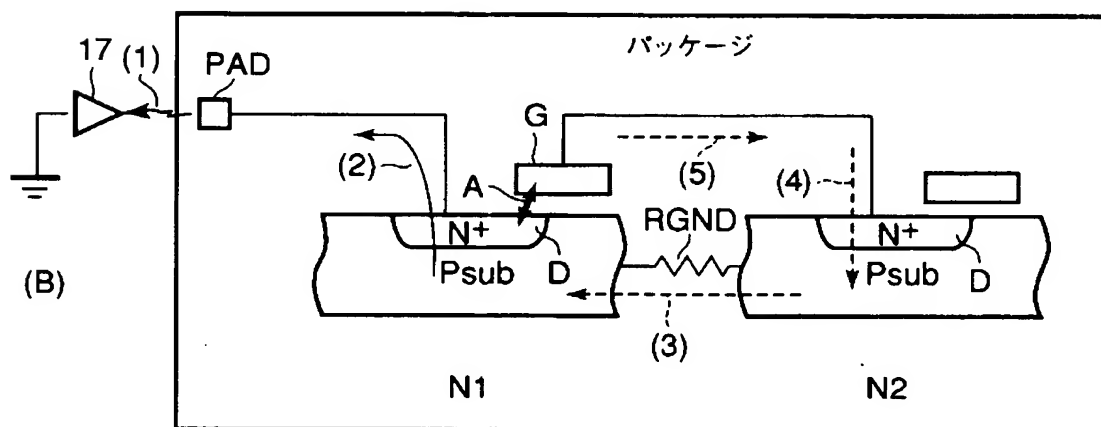 パッケージ
17
(1)
PAD
G
(2)
A
(5)
(4)
RGND
N+
D
Psub
N+
D
Psub
(B)
(3)
N1
N2